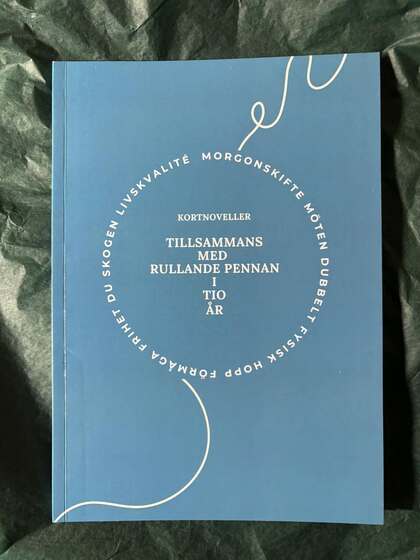 MORGONSKIFTE MÖTEN DUBBELT FYSISK HOPP FÖRMÅGA FRIHET DU SKOGEN LIVSKVALITÉ
KORTNOVELLER
TILLSAMMANS
MED
RULLANDE PENNAN
I
TIO
ÅR